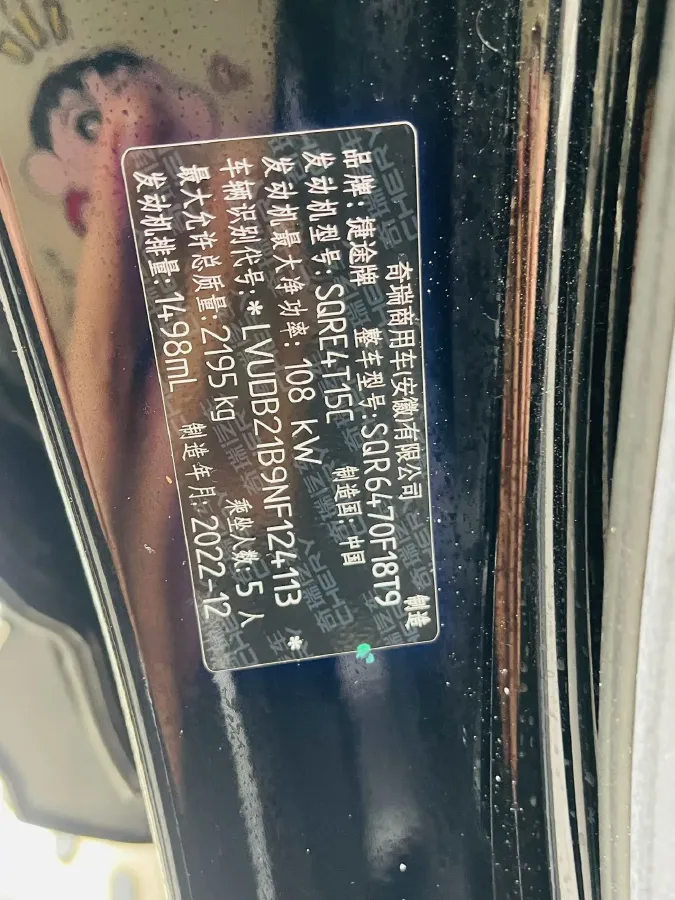 奇瑞商用车(安徽)有限公司 制造
品牌: 捷途牌 整车型号:SQR6470F18T9
发动机型号:SQRE4T15C 制造国:中国
发动机最大净功率: 108 kW
车辆识别代号:*LVUDB21B9NF124113*
最大允许总质量:2195 kg 乘坐人数:5 人
发动机排量:1498mL 制造年月:2022-12